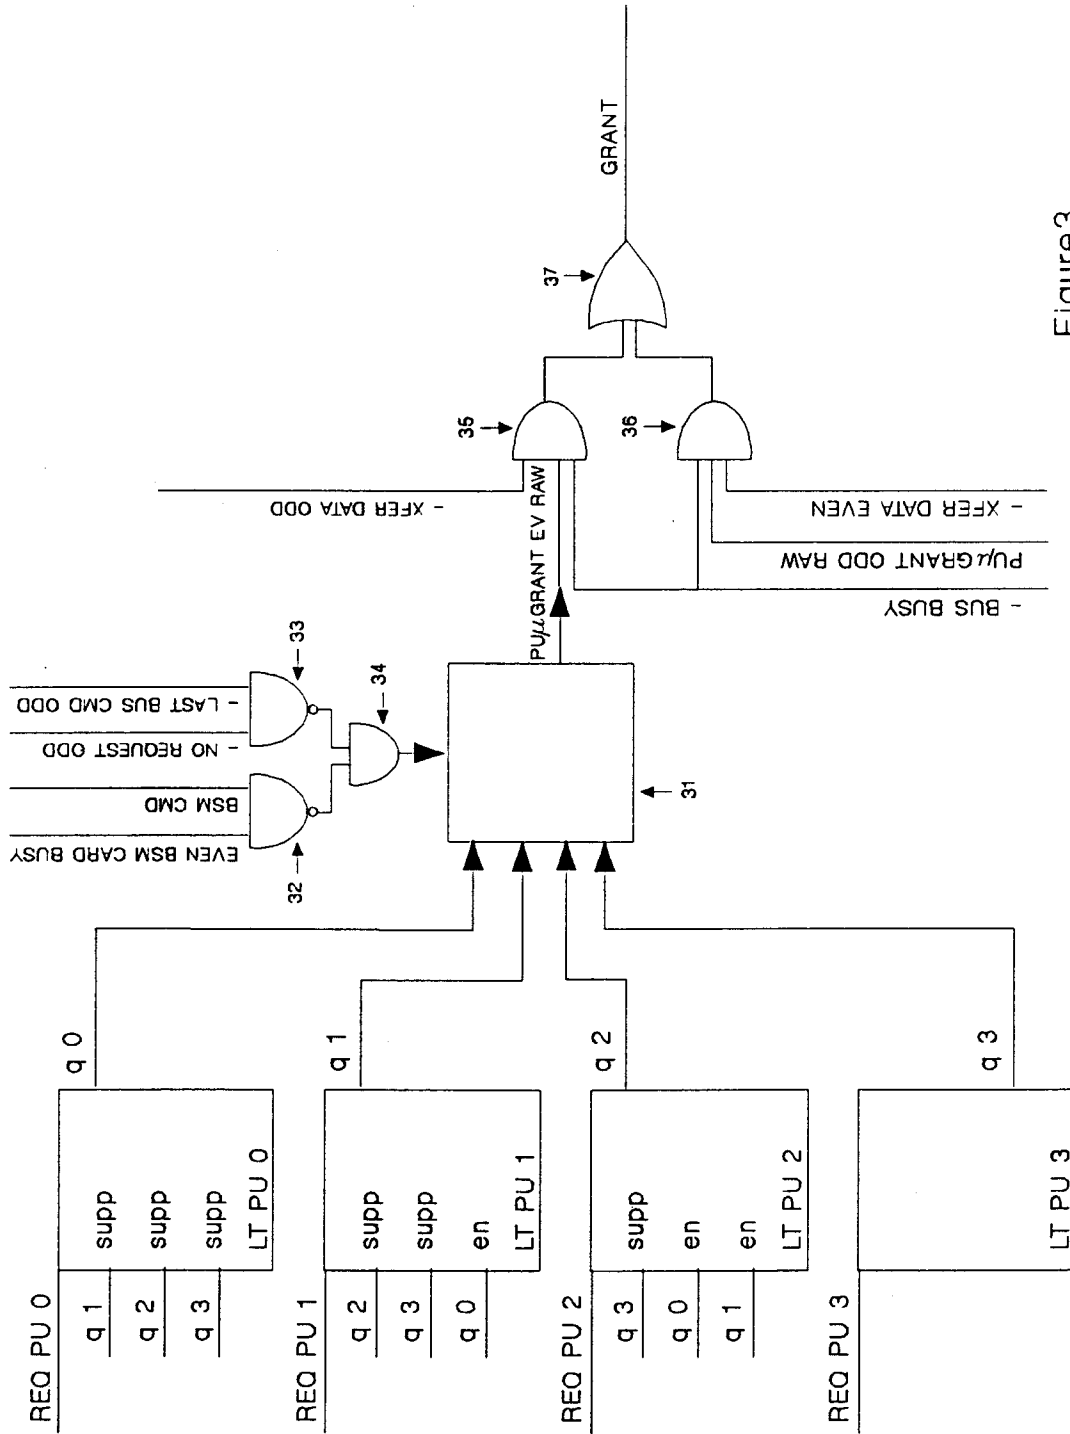 REQ PU 0
q 1 supp
q 2 supp
q 3 supp
LT PU 0
q 0
REQ PU 1
q 2 supp
q 3 supp
q 0 en
LT PU 1
q 1
REQ PU 2
q 3 supp
q 0 en
q 1 en
LT PU 2
q 2
REQ PU 3
LT PU 3
q 3
EVEN BSM CARD BUSY
BSM CMD
- NO REQUEST ODD
- LAST BUS CMD ODD
32
33
34
31
PUμGRANT EV RAW
- XFER DATA ODD
- BUS BUSY
PUμGRANT ODD RAW
- XFER DATA EVEN
35
36
37
GRANT
Figure3